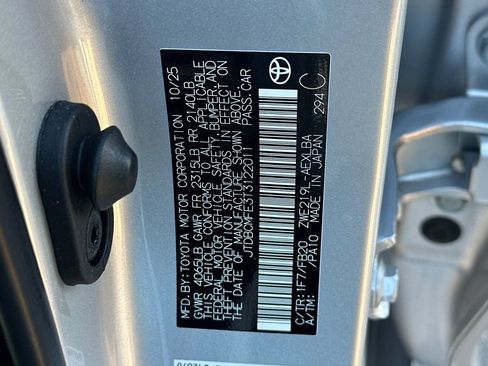 MFD.BY:TOYOTA MOTOR CORPORATION 10/25
GVWR 4065LB GAWR FR 2315LB RR 2140LB
THIS VEHICLE CONFORMS TO ALL APPLICABLE
FEDERAL MOTOR VEHICLE SAFETY,BUMPER,AND
THEFT PREVENTION STANDARDS IN EFFECT ON
THE DATE OF MANUFACTURE SHOWN ABOVE.
JTDBCMFE3T3122011 PASS.CAR
C/TR:1F7/FB20 ZWE219L-AEXLBA
A/TM: /PA10 MADE IN JAPAN
294 C